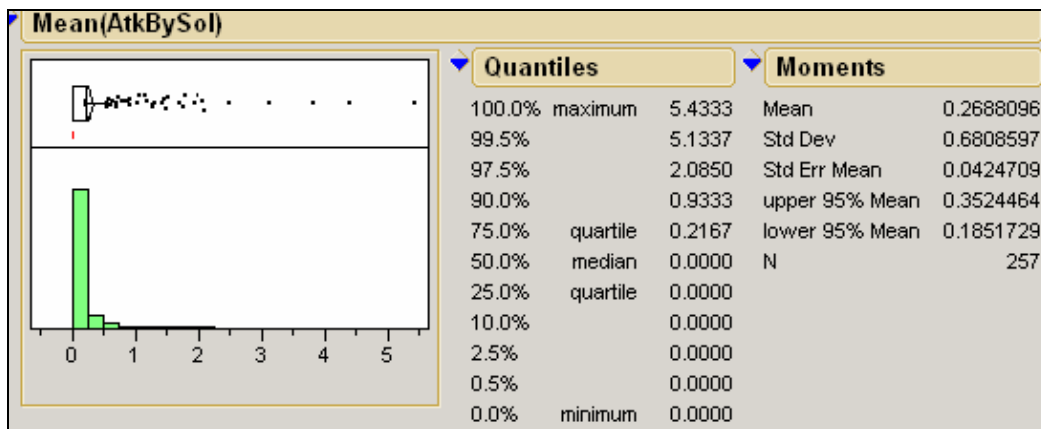 Mean(AtkBySol)
Quantiles
100.0% maximum 5.4333
99.5% 5.1337
97.5% 2.0850
90.0% 0.9333
75.0% quartile 0.2167
50.0% median 0.0000
25.0% quartile 0.0000
10.0% 0.0000
2.5% 0.0000
0.5% 0.0000
0.0% minimum 0.0000
Moments
Mean 0.2688096
Std Dev 0.6808597
Std Err Mean 0.0424709
upper 95% Mean 0.3524464
lower 95% Mean 0.1851729
N 257
0 1 2 3 4 5